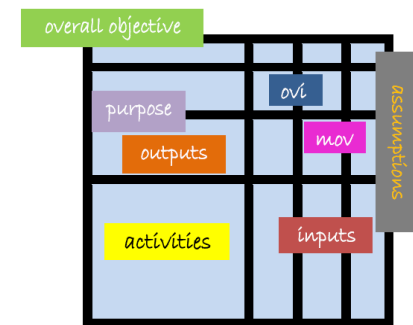 overall objective
ovi
purpose
mov
outputs
activities
inputs
assumptions